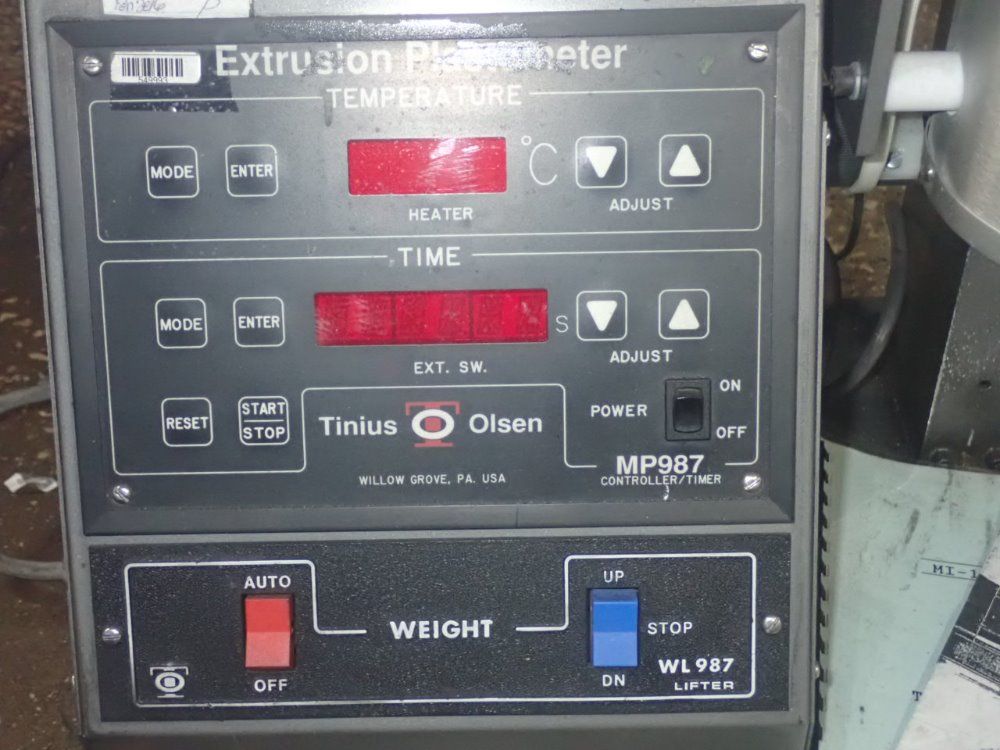 Extrusion Plastometer
TEMPERATURE
MODE
ENTER
°C
HEATER
ADJUST
TIME
MODE
ENTER
S
EXT. SW.
ADJUST
RESET
START
STOP
Tinius Olsen
WILLOW GROVE, PA. USA
POWER
ON
OFF
MP987
CONTROLLER/TIMER
AUTO
OFF
WEIGHT
UP
STOP
DN
WL 987
LIFTER
MI-1
T